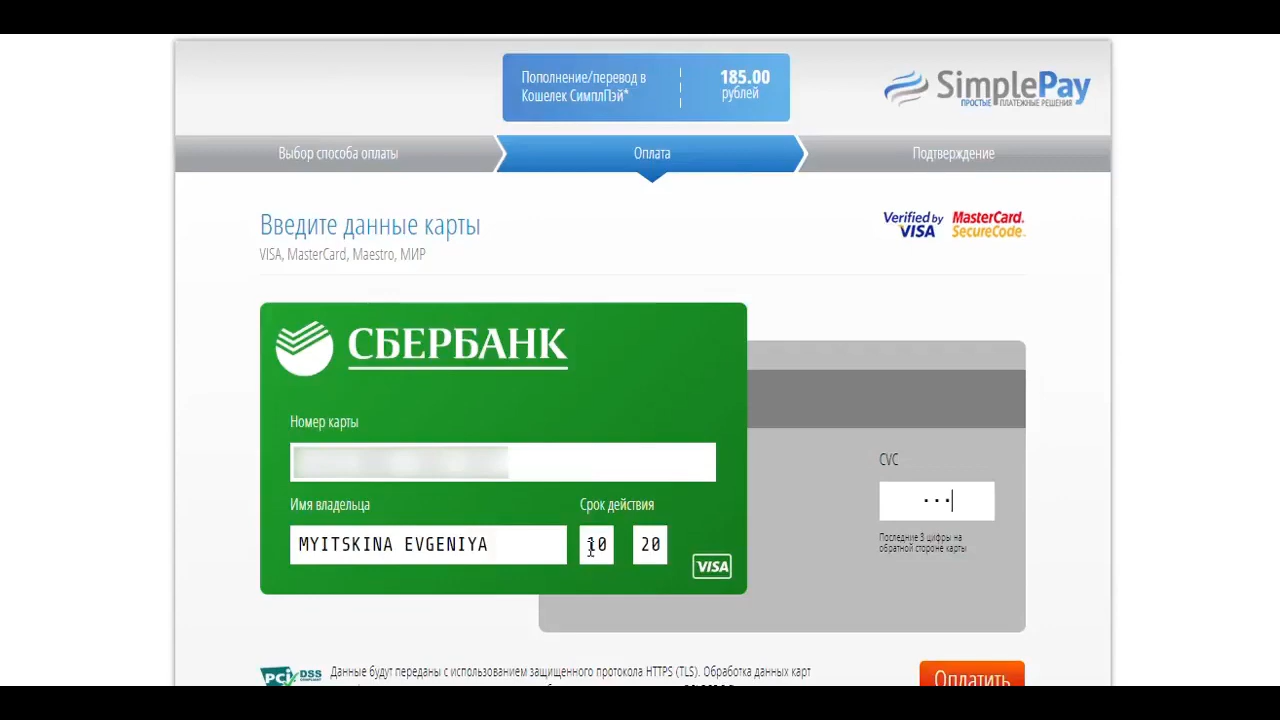 Пополнение/перевод в
Кошелек СимплПэй*
185.00
рублей
SimplePay
ПРОСТЫЕ ПЛАТЕЖНЫЕ РЕШЕНИЯ
Выбор способа оплаты
Оплата
Подтверждение
Введите данные карты
VISA, MasterCard, Maestro, МИР
Verified by
VISA
MasterCard.
SecureCode.
СБЕРБАНК
Номер карты
CVC
•••
Имя владельца
Срок действия
MYITSKINA EVGENIYA
10
20
Последние 3 цифры на
обратной стороне карты
VISA
PCI DSS
COMPLIANT
Данные будут переданы с использованием защищенного протокола HTTPS (TLS). Обработка данных карт
Оплатить